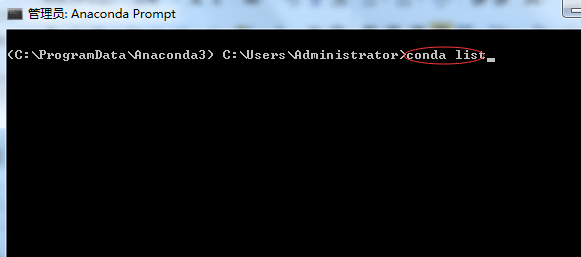 管理员: Anaconda Prompt
(C:\ProgramData\Anaconda3) C:\Users\Administrator>conda list